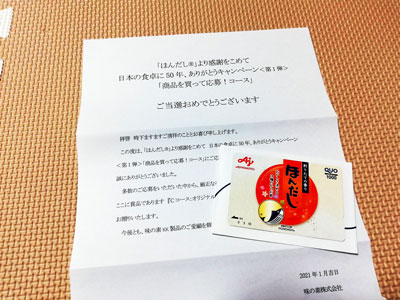 「ほんだし®」より感謝をこめて
日本の食卓に50年、ありがとうキャンペーン<第1弾>
「商品を買って応募!コース」
ご当選おめでとうございます
拝啓 時下ますますご清祥のこととお喜び申し上げます。
この度は、「ほんだし®」より感謝をこめて 日本の食卓に50年、ありがとうキャンペーン
<第1弾>「商品を買って応募!コース」にご応
誠にありがとうございました。
多数のご応募をいただいた中から、厳正な
ここに賞品であります『Cコース:オリジナル
お贈りいたします。
今後とも、味の素KK製品のご愛顧を
2021年1月吉日
味の素株式会社
QUO
1000
ほんだし